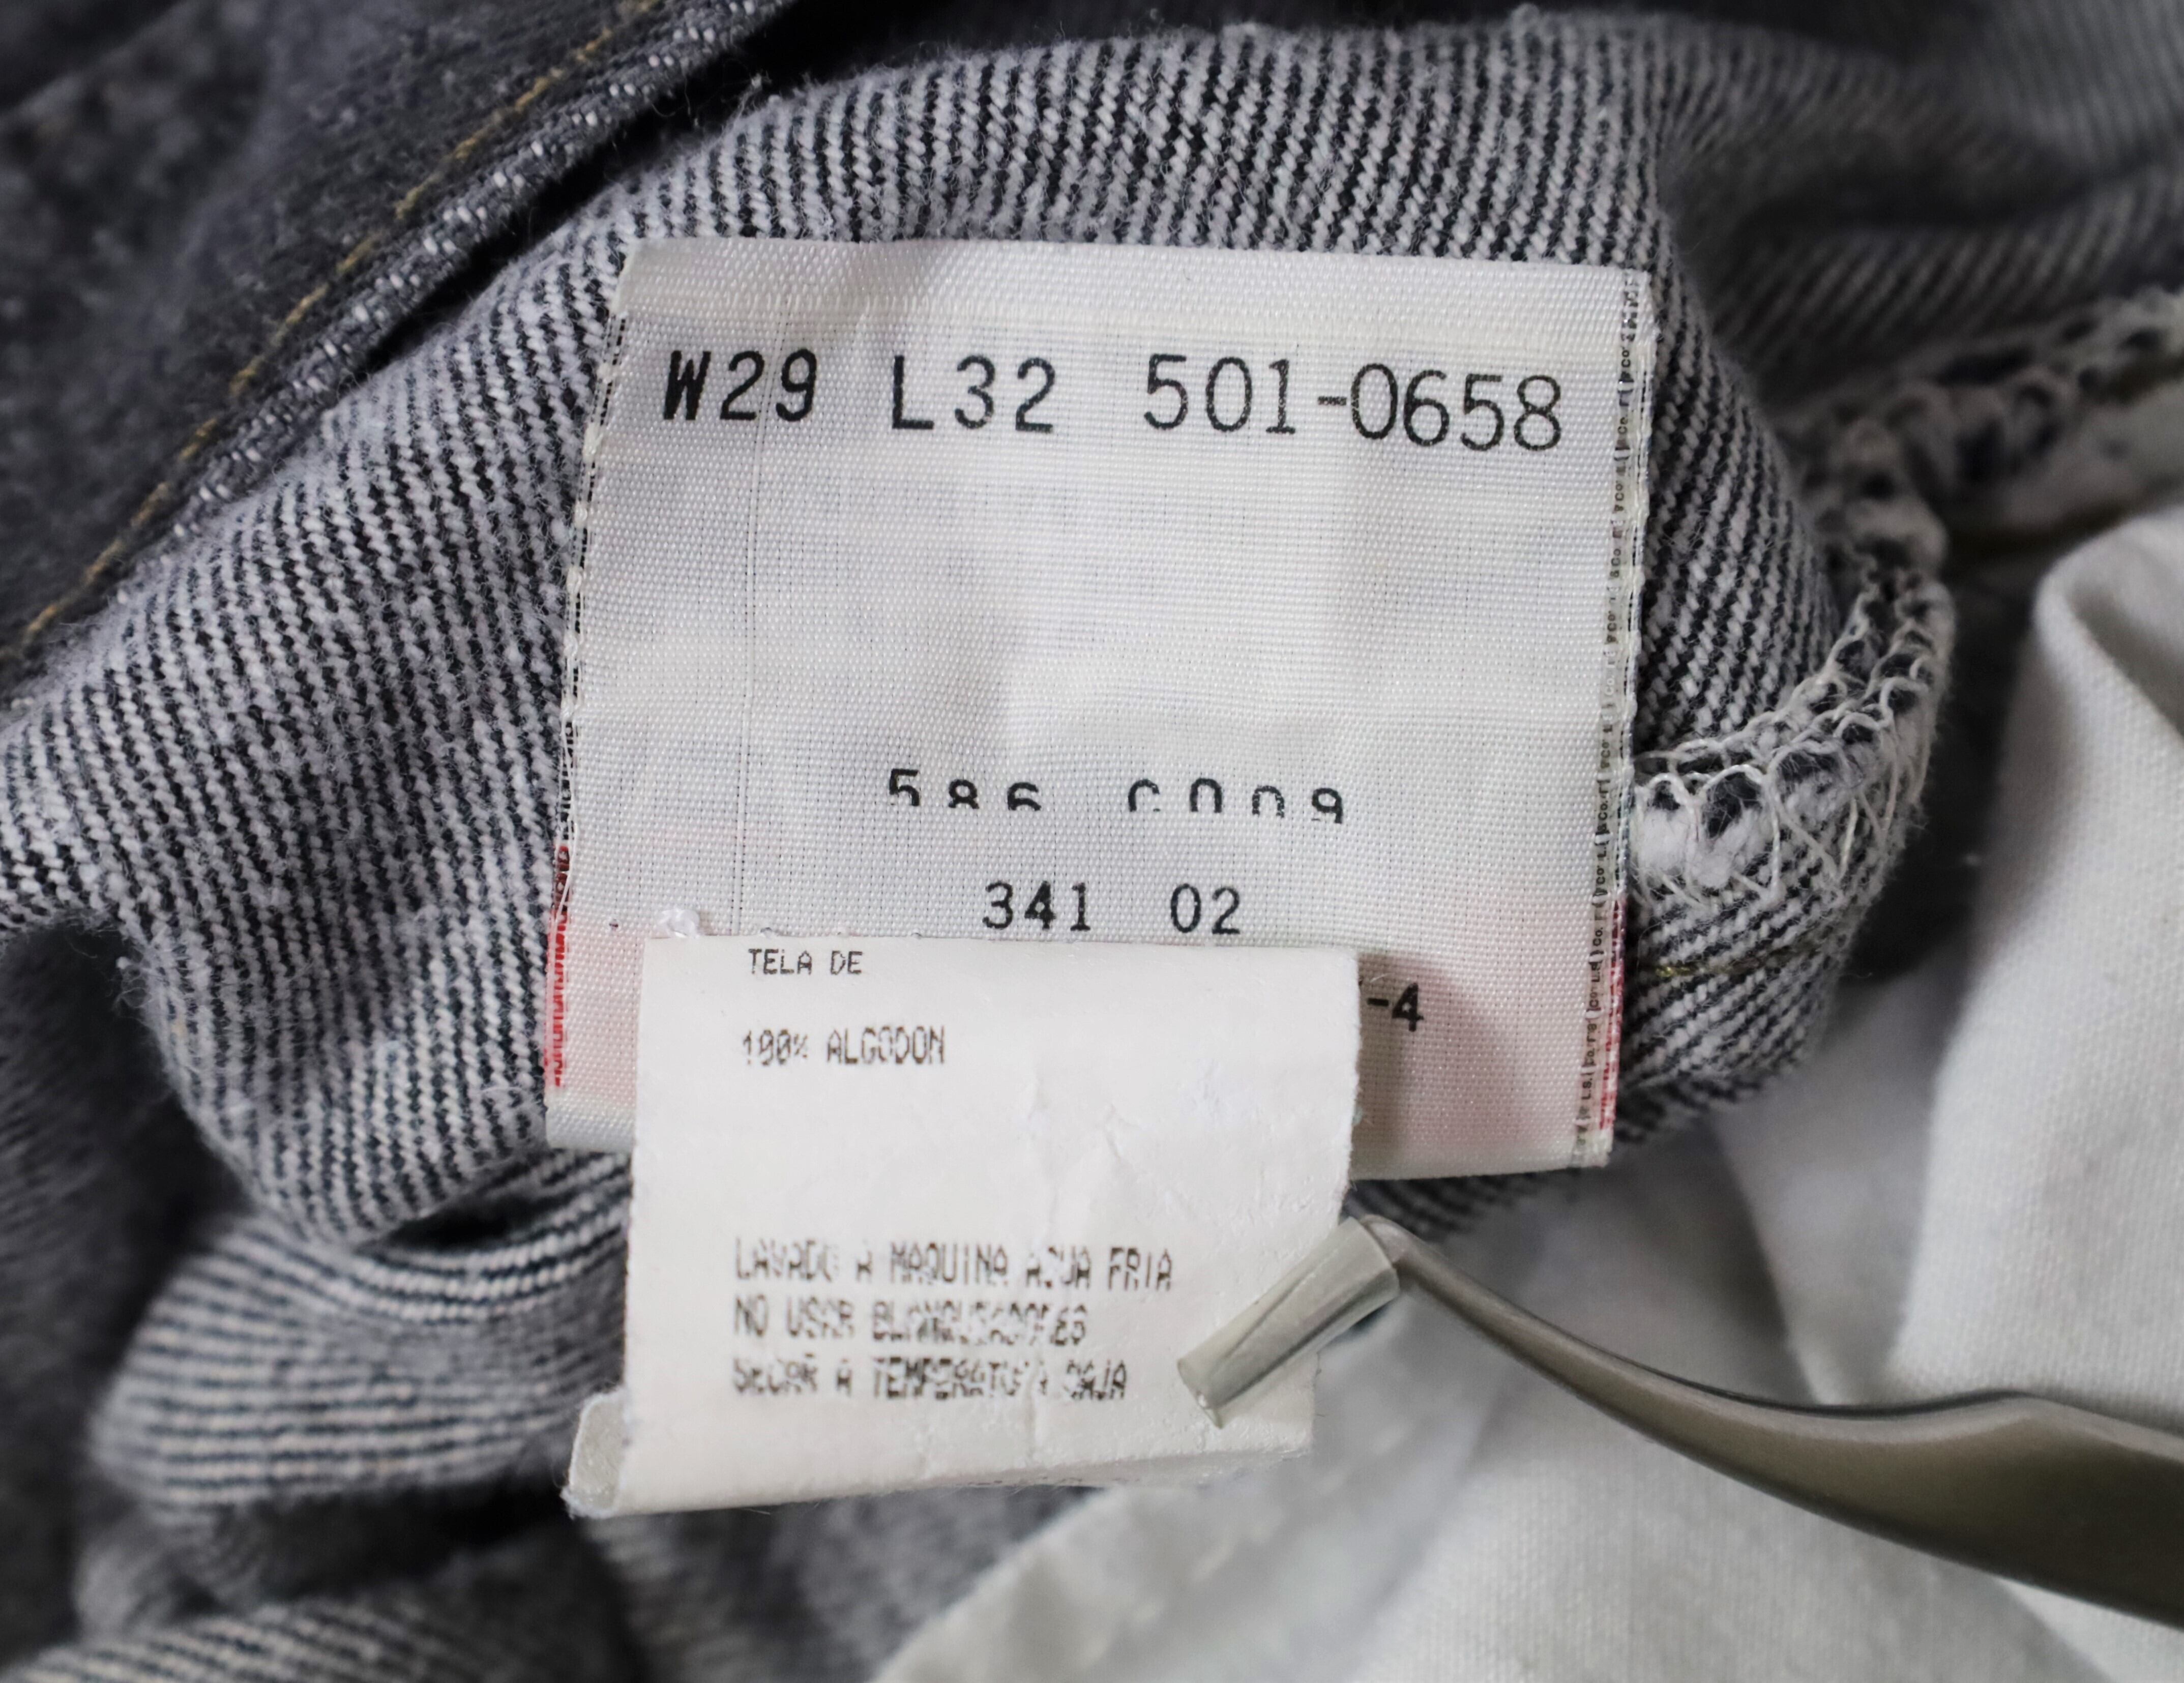 W29 L32 501-0658
341 02
-4
TELA DE
100% ALGODON
LAVADO A MAQUINA AGUA FRIA
NO USAR BLANQUEADORES
SECAR A TEMPERATURA BAJA